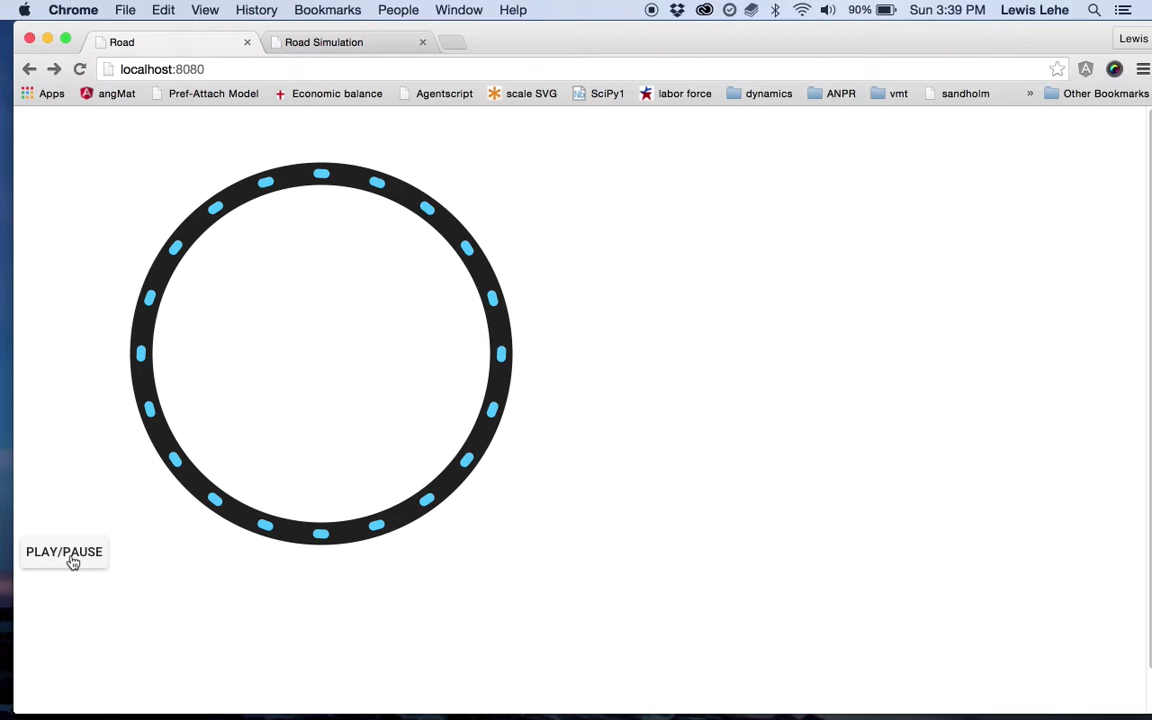 Chrome File Edit View History Bookmarks People Window Help 90% Sun 3:39 PM Lewis Lehe
Road Road Simulation Lewis
localhost:8080
Apps angMat Pref-Attach Model Economic balance Agentscript scale SVG Nb SciPy1 labor force dynamics ANPR vmt sandholm » Other Bookmarks
PLAY/PAUSE